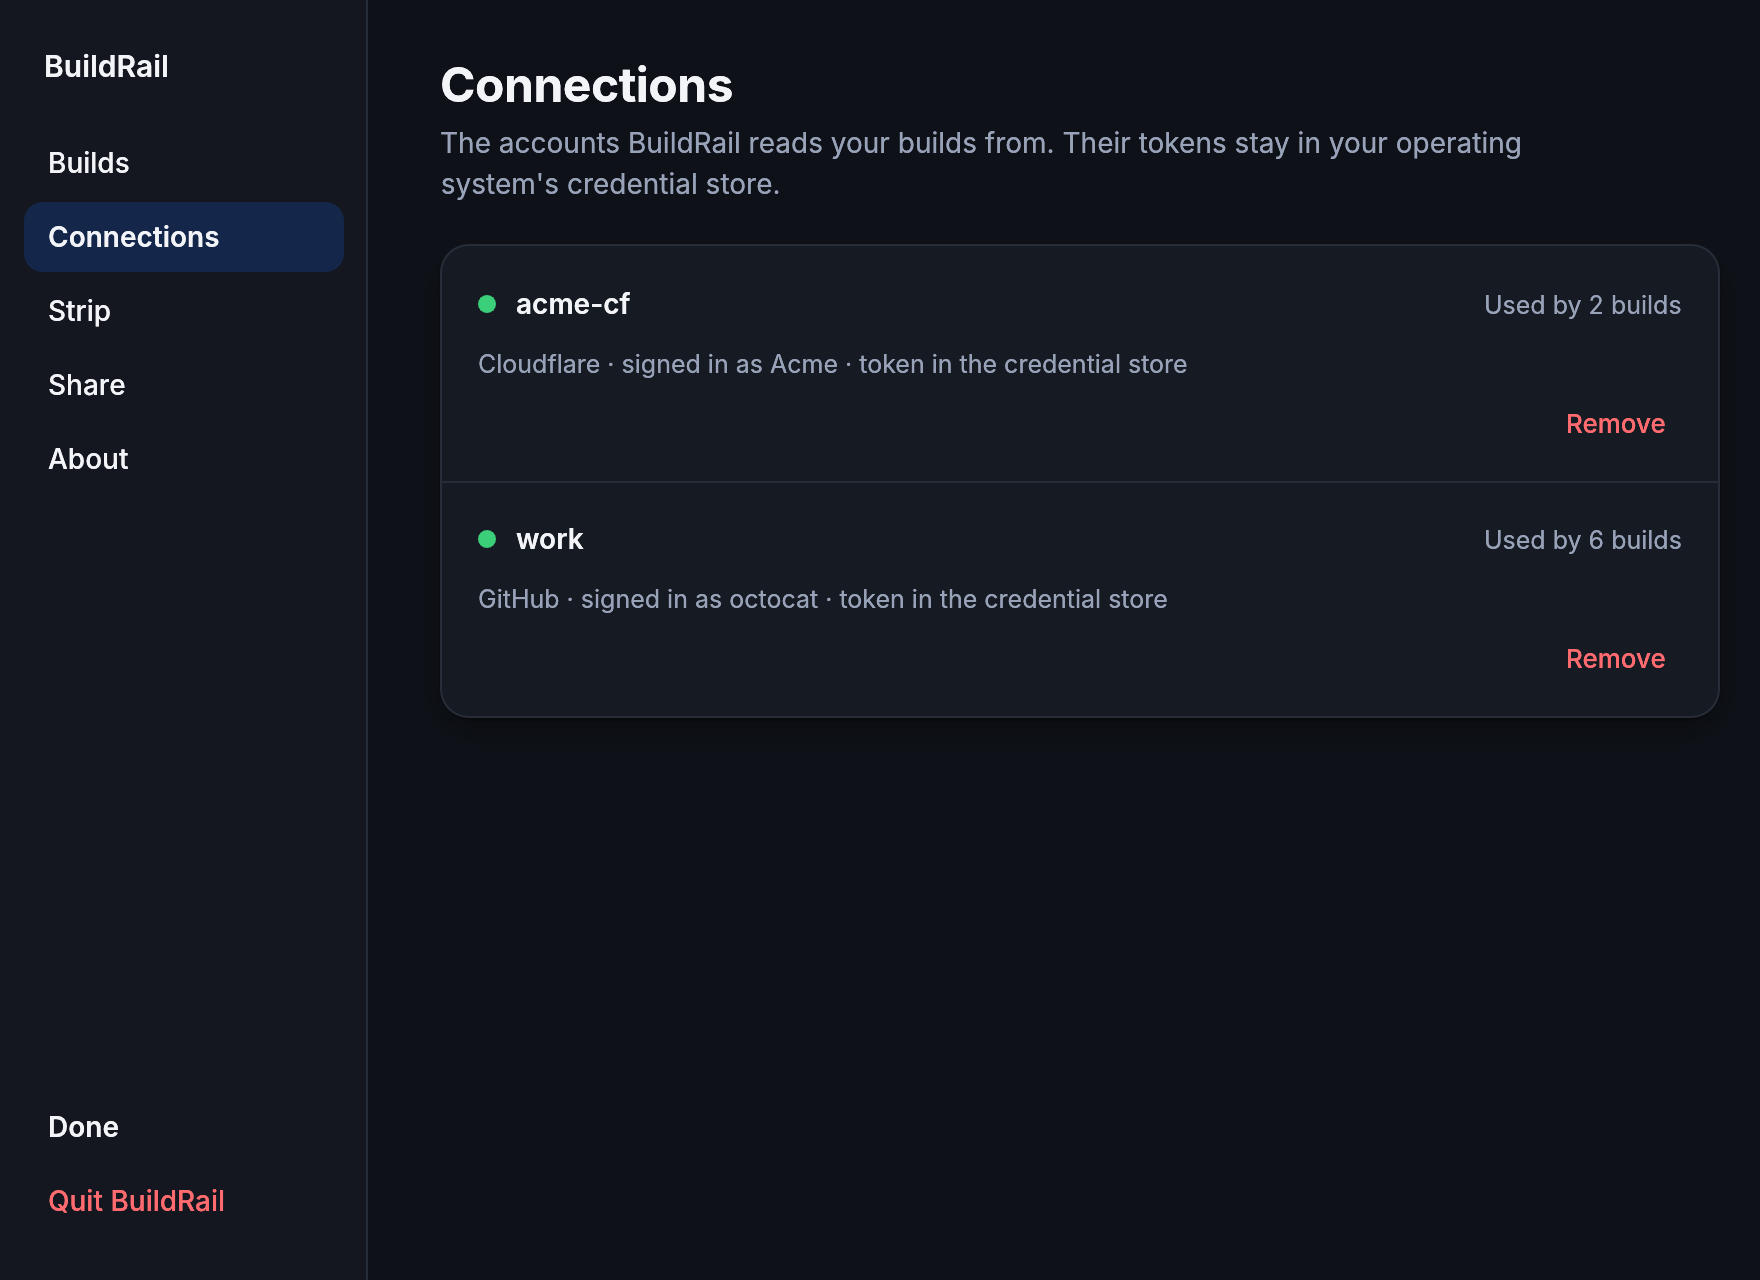 BuildRail
Builds
Connections
Strip
Share
About
Done
Quit BuildRail
Connections
The accounts BuildRail reads your builds from. Their tokens stay in your operating
system's credential store.
acme-cf
Used by 2 builds
Cloudflare · signed in as Acme · token in the credential store
Remove
work
Used by 6 builds
GitHub · signed in as octocat · token in the credential store
Remove